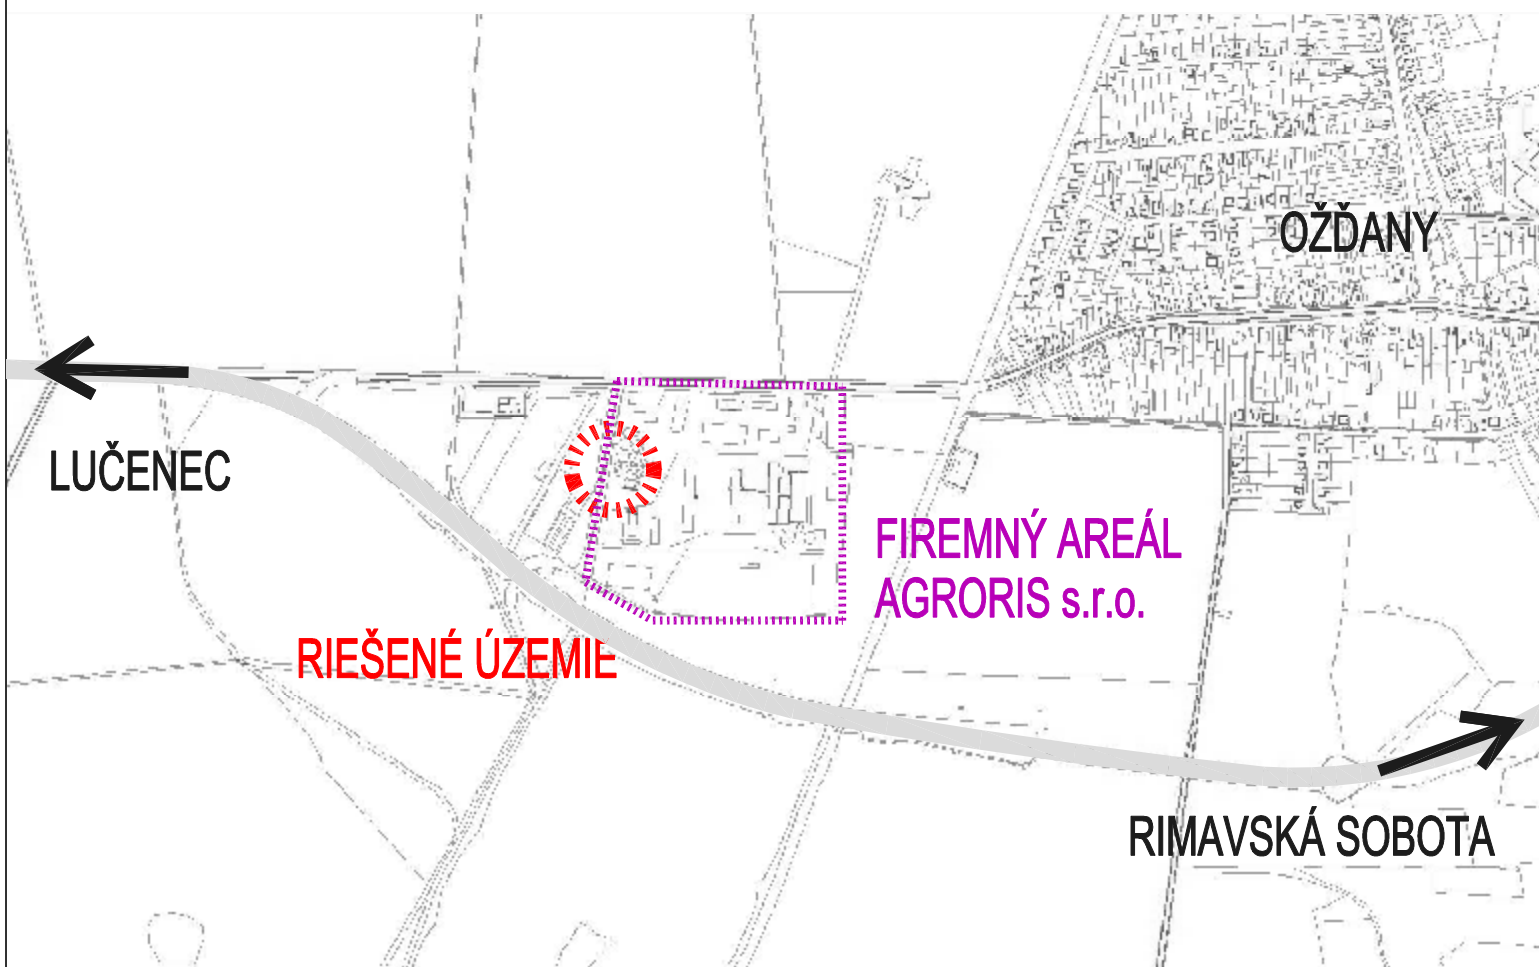 OŽĎANY
LUČENEC
FIREMNÝ AREÁL
AGRORIS s.r.o.
RIEŠENÉ ÚZEMIE
RIMAVSKÁ SOBOTA